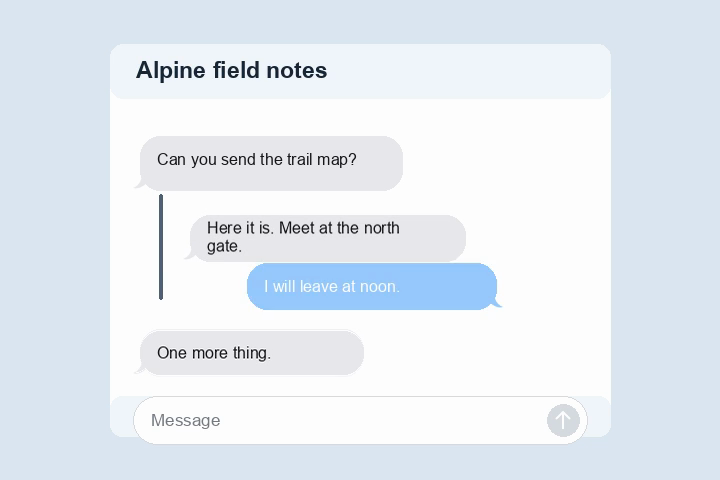 Alpine field notes
Can you send the trail map?
Here it is. Meet at the north
gate.
I will leave at noon.
One more thing.
Message